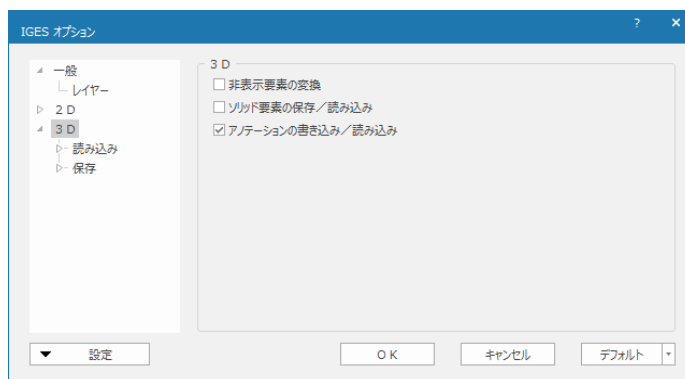 IGES オプション
? ×
一般
レイヤー
2 D
3 D
読み込み
保存
3 D
非表示要素の変換
ソリッド要素の保存／読み込み
アノテーションの書き込み／読み込み
設定
O K
キャンセル
デフォルト